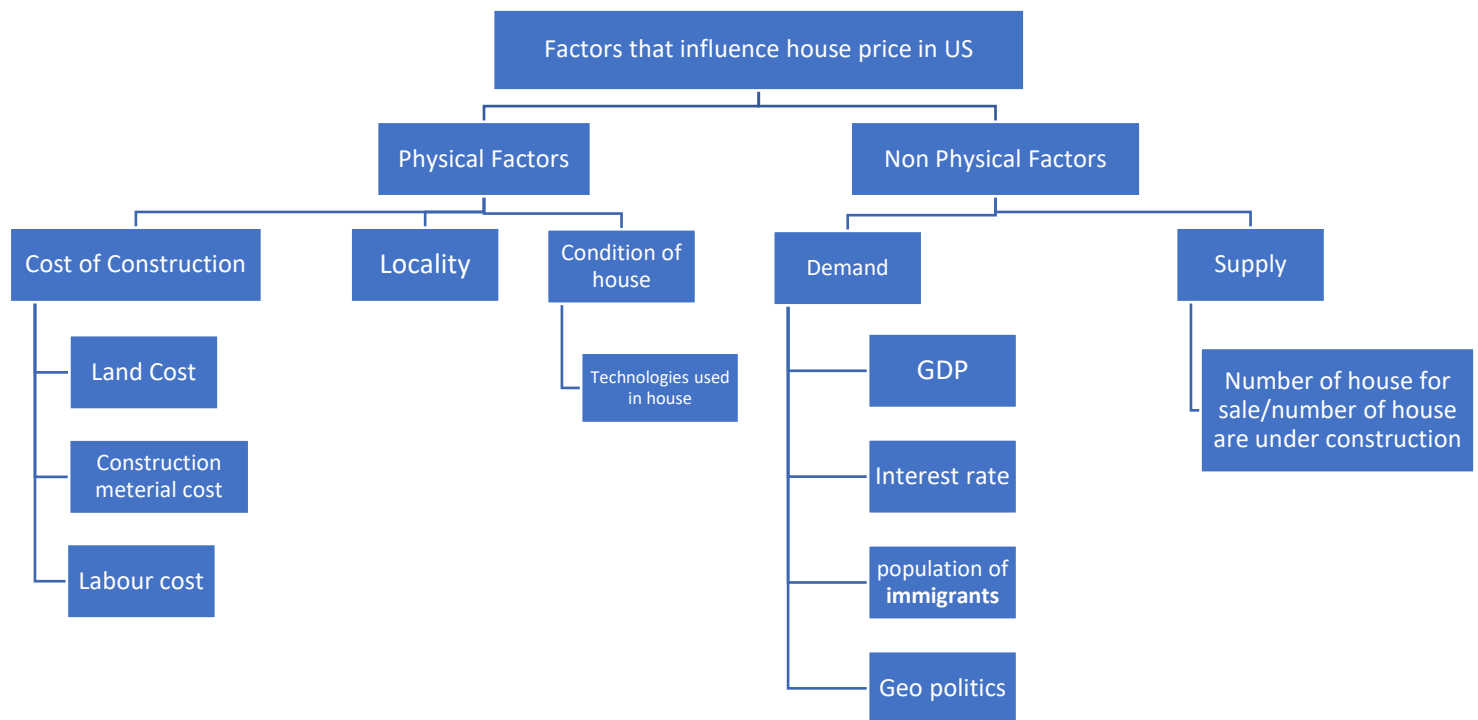 Factors that influence house price in US
Physical Factors
Non Physical Factors
Cost of Construction
Locality
Condition of
house
Demand
Supply
Land Cost
Construction
meterial cost
Labour cost
Technologies used
in house
GDP
Interest rate
population of
immigrants
Geo politics
Number of house for
sale/number of house
are under construction